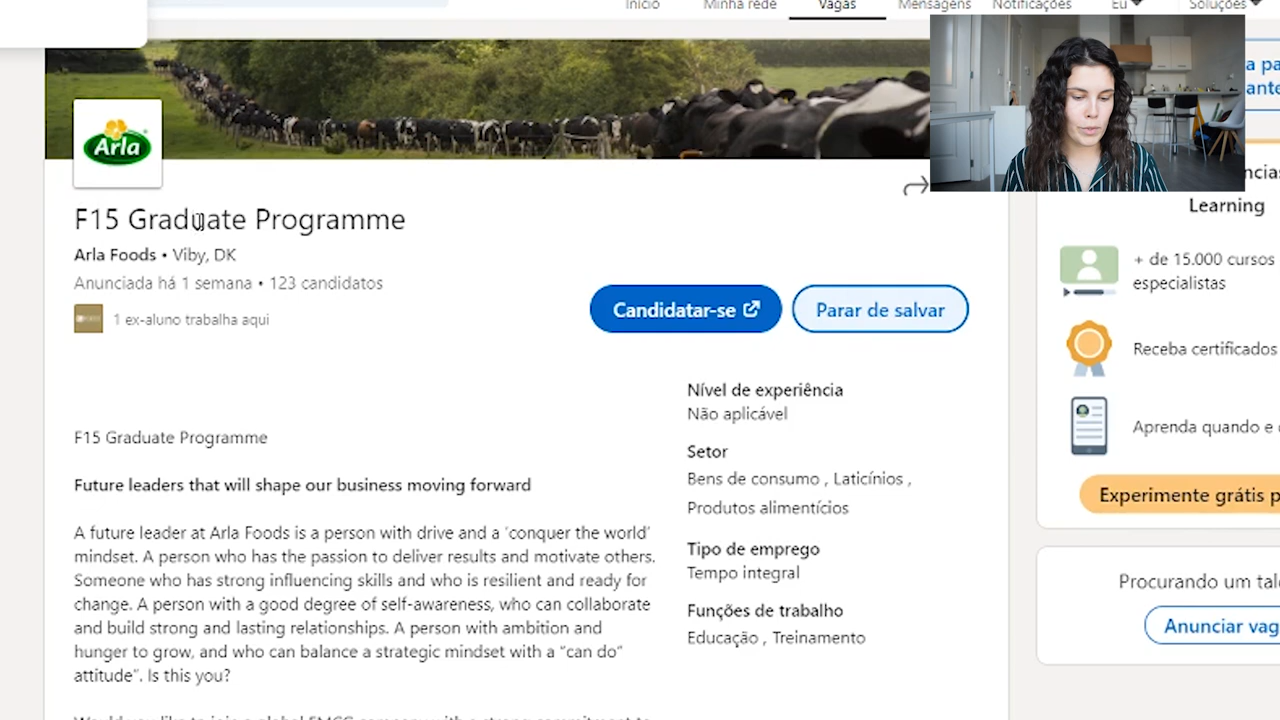 Início Minha rede Vagas Mensagens Notificações Eu Soluções
Arla
F15 Graduate Programme
Arla Foods • Viby, DK
Anunciada há 1 semana • 123 candidatos
1 ex-aluno trabalha aqui
Candidatar-se
Parar de salvar
F15 Graduate Programme
Future leaders that will shape our business moving forward
A future leader at Arla Foods is a person with drive and a ‘conquer the world’
mindset. A person who has the passion to deliver results and motivate others.
Someone who has strong influencing skills and who is resilient and ready for
change. A person with a good degree of self-awareness, who can collaborate
and build strong and lasting relationships. A person with ambition and
hunger to grow, and who can balance a strategic mindset with a “can do”
attitude”. Is this you?
Nível de experiência
Não aplicável
Setor
Bens de consumo , Laticínios ,
Produtos alimentícios
Tipo de emprego
Tempo integral
Funções de trabalho
Educação , Treinamento
Learning
+ de 15.000 cursos
especialistas
Receba certificados
Aprenda quando e
Experimente grátis
Procurando um
Anunciar